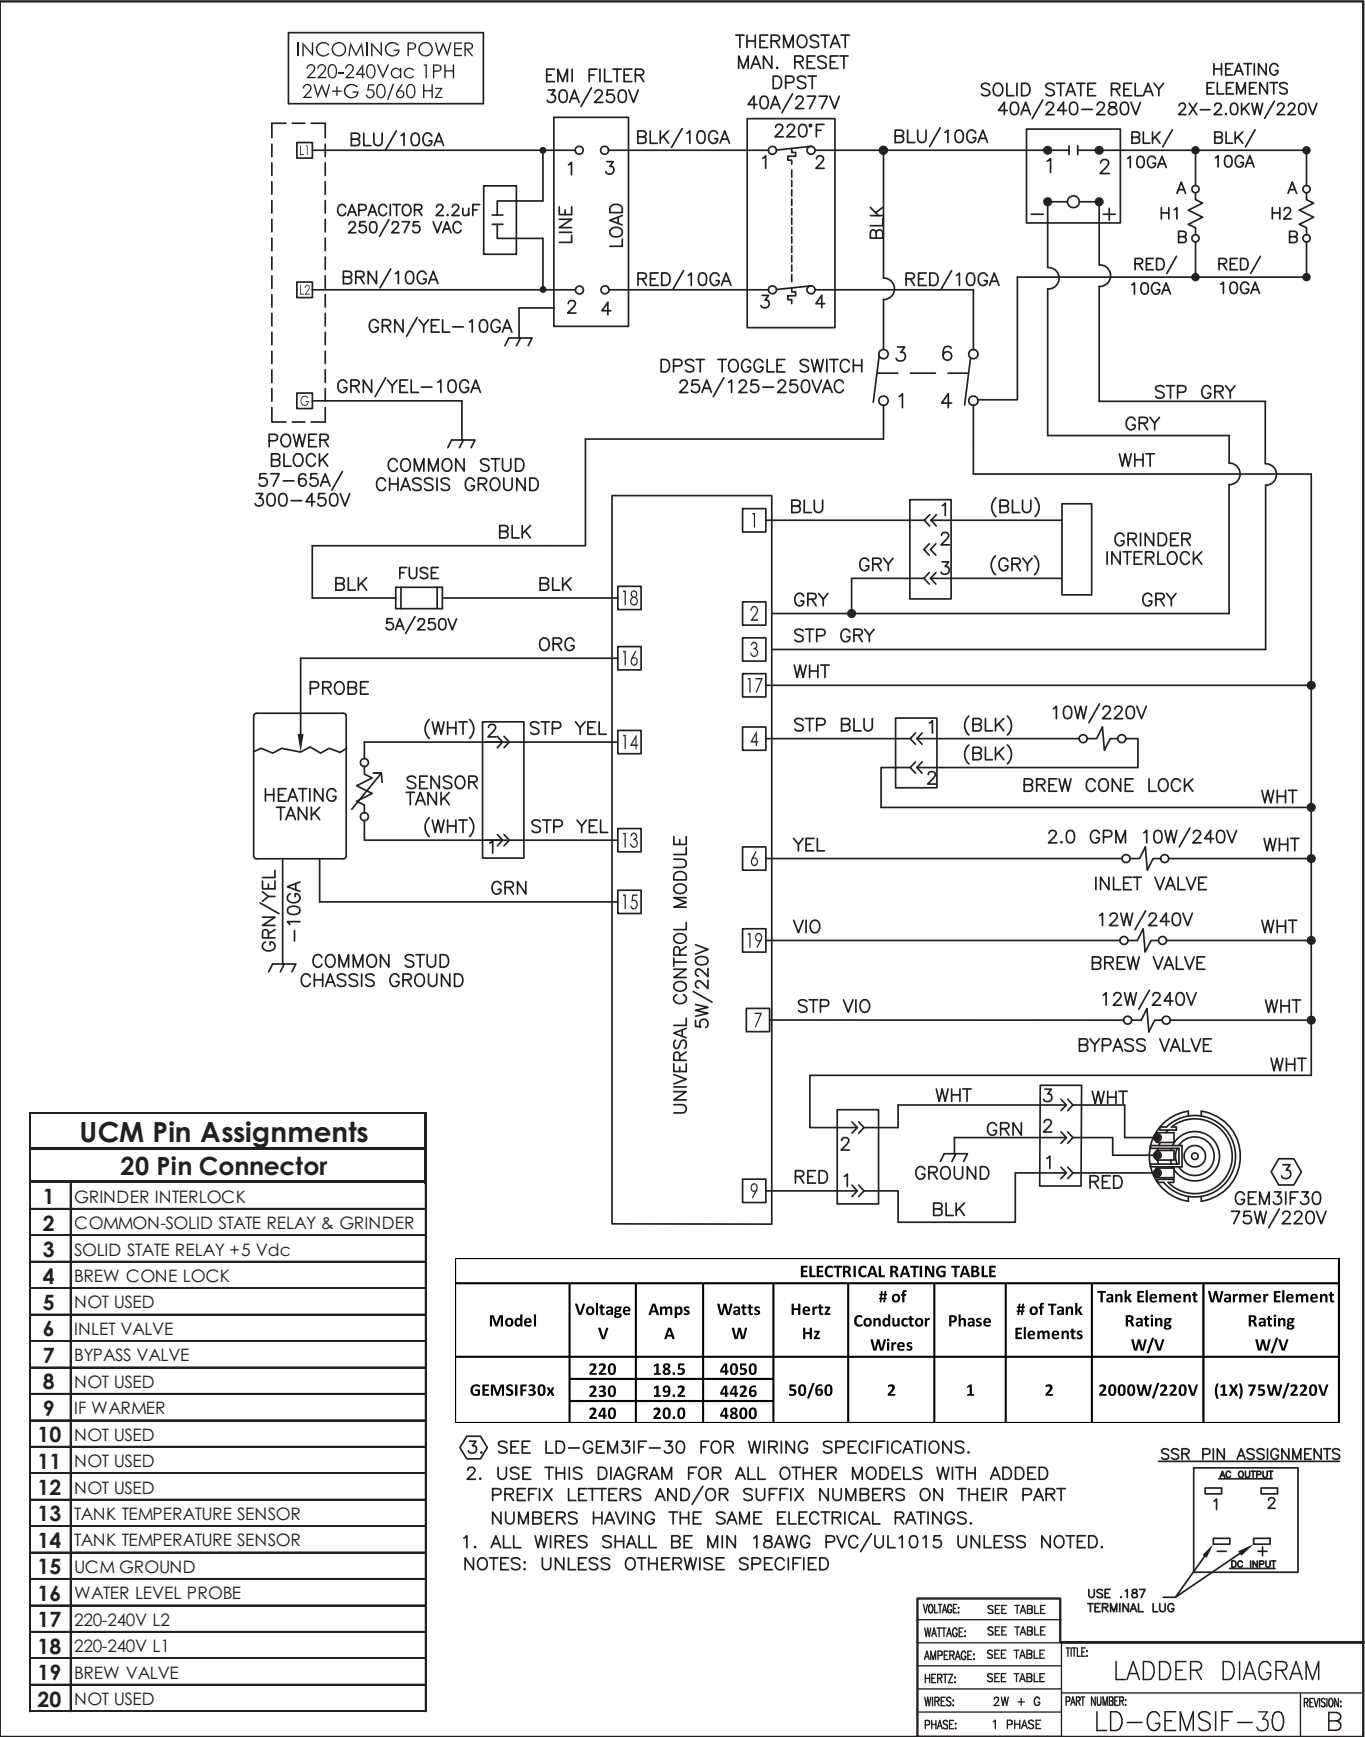 INCOMING POWER
220-240Vac 1PH
2W+G 50/60 Hz
EMI FILTER
30A/250V
THERMOSTAT
MAN. RESET
DPST
40A/277V
SOLID STATE RELAY
40A/240-280V
HEATING
ELEMENTS
2X-2.0KW/220V
L1
BLU/10GA
1
3
BLK/10GA
220°F
1
2
BLU/10GA
1
2
BLK/
10GA
BLK/
10GA
CAPACITOR 2.2uF
250/275 VAC
LINE
LOAD
BLK
-
+
A
H1
B
A
H2
B
L2
BRN/10GA
2
4
RED/10GA
3
4
RED/10GA
RED/
10GA
RED/
10GA
GRN/YEL-10GA
DPST TOGGLE SWITCH
25A/125-250VAC
3
6
1
4
G
GRN/YEL-10GA
STP GRY
GRY
WHT
POWER
BLOCK
57-65A/
300-450V
COMMON STUD
CHASSIS GROUND
BLK
1
BLU
1
(BLU)
2
GRINDER
INTERLOCK
GRY
3
(GRY)
BLK
FUSE
5A/250V
BLK
18
2
GRY
GRY
3
STP GRY
ORG
16
17
WHT
PROBE
HEATING
TANK
(WHT)
2
STP YEL
14
SENSOR
TANK
(WHT)
1
STP YEL
13
4
STP BLU
1
(BLK)
10W/220V
(BLK)
2
BREW CONE LOCK
WHT
6
YEL
2.0 GPM 10W/240V
WHT
INLET VALVE
GRN
15
GRN/YEL
-10GA
COMMON STUD
CHASSIS GROUND
UNIVERSAL CONTROL MODULE
5W/220V
19
VIO
12W/240V
WHT
BREW VALVE
7
STP VIO
12W/240V
WHT
BYPASS VALVE
WHT
WHT
3
WHT
2
GRN
2
GROUND
9
RED
1
1
RED
BLK
3
GEM3IF30
75W/220V
UCM Pin Assignments
20 Pin Connector
1 GRINDER INTERLOCK
2 COMMON-SOLID STATE RELAY & GRINDER
3 SOLID STATE RELAY +5 Vdc
4 BREW CONE LOCK
5 NOT USED
6 INLET VALVE
7 BYPASS VALVE
8 NOT USED
9 IF WARMER
10 NOT USED
11 NOT USED
12 NOT USED
13 TANK TEMPERATURE SENSOR
14 TANK TEMPERATURE SENSOR
15 UCM GROUND
16 WATER LEVEL PROBE
17 220-240V L2
18 220-240V L1
19 BREW VALVE
20 NOT USED
ELECTRICAL RATING TABLE
Model
Voltage
V
Amps
A
Watts
W
Hertz
Hz
# of
Conductor
Wires
Phase
# of Tank
Elements
Tank Element
Rating
W/V
Warmer Element
Rating
W/V
GEMSIF30x
220 18.5 4050
230 19.2 4426
240 20.0 4800
50/60 2 1 2 2000W/220V (1X) 75W/220V
3. SEE LD-GEM3IF-30 FOR WIRING SPECIFICATIONS.
2. USE THIS DIAGRAM FOR ALL OTHER MODELS WITH ADDED
PREFIX LETTERS AND/OR SUFFIX NUMBERS ON THEIR PART
NUMBERS HAVING THE SAME ELECTRICAL RATINGS.
1. ALL WIRES SHALL BE MIN 18AWG PVC/UL1015 UNLESS NOTED.
NOTES: UNLESS OTHERWISE SPECIFIED
SSR PIN ASSIGNMENTS
AC OUTPUT
1
2
-
+
DC INPUT
USE .187
TERMINAL LUG
VOLTAGE: SEE TABLE
WATTAGE: SEE TABLE
AMPERAGE: SEE TABLE
HERTZ: SEE TABLE
WIRES: 2W + G
PHASE: 1 PHASE
TITLE:
LADDER DIAGRAM
PART NUMBER:
LD-GEMSIF-30
REVISION:
B